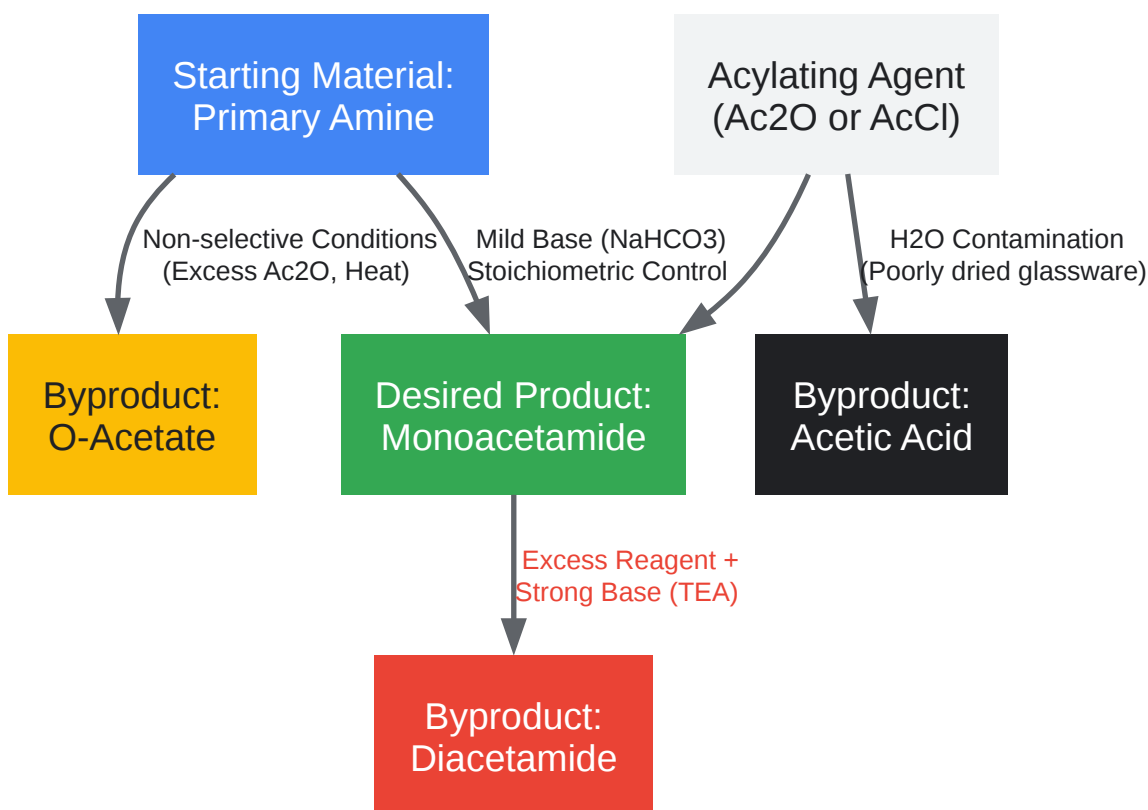 Starting Material:
Primary Amine
Acylating Agent
(Ac2O or AcCl)
Non-selective Conditions
(Excess Ac2O, Heat)
Mild Base (NaHCO3)
Stoichiometric Control
H2O Contamination
(Poorly dried glassware)
Byproduct:
O-Acetate
Desired Product:
Monoacetamide
Byproduct:
Acetic Acid
Excess Reagent +
Strong Base (TEA)
Byproduct:
Diacetamide